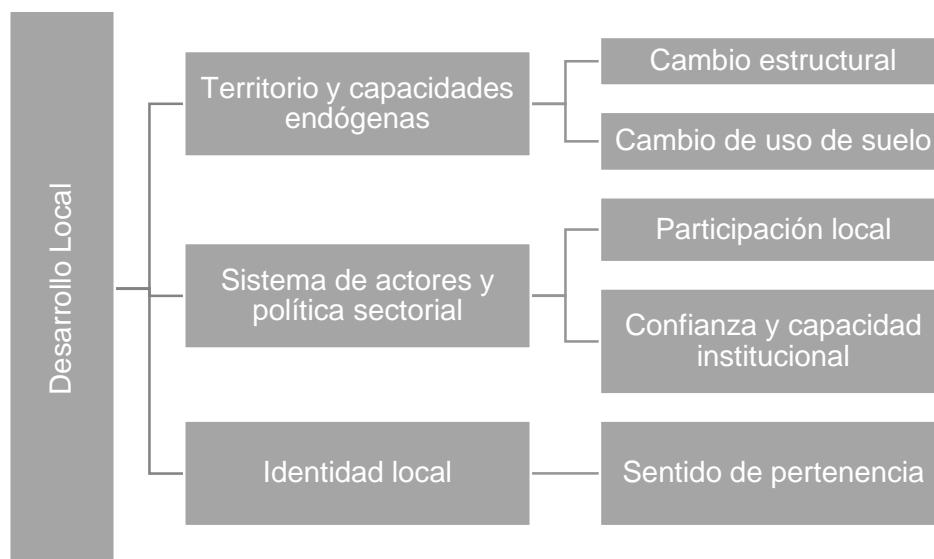 Desarrollo Local
Territorio y capacidades
endógenas
Cambio estructural
Cambio de uso de suelo
Sistema de actores y
política sectorial
Participación local
Confianza y capacidad
institucional
Identidad local
Sentido de pertenencia